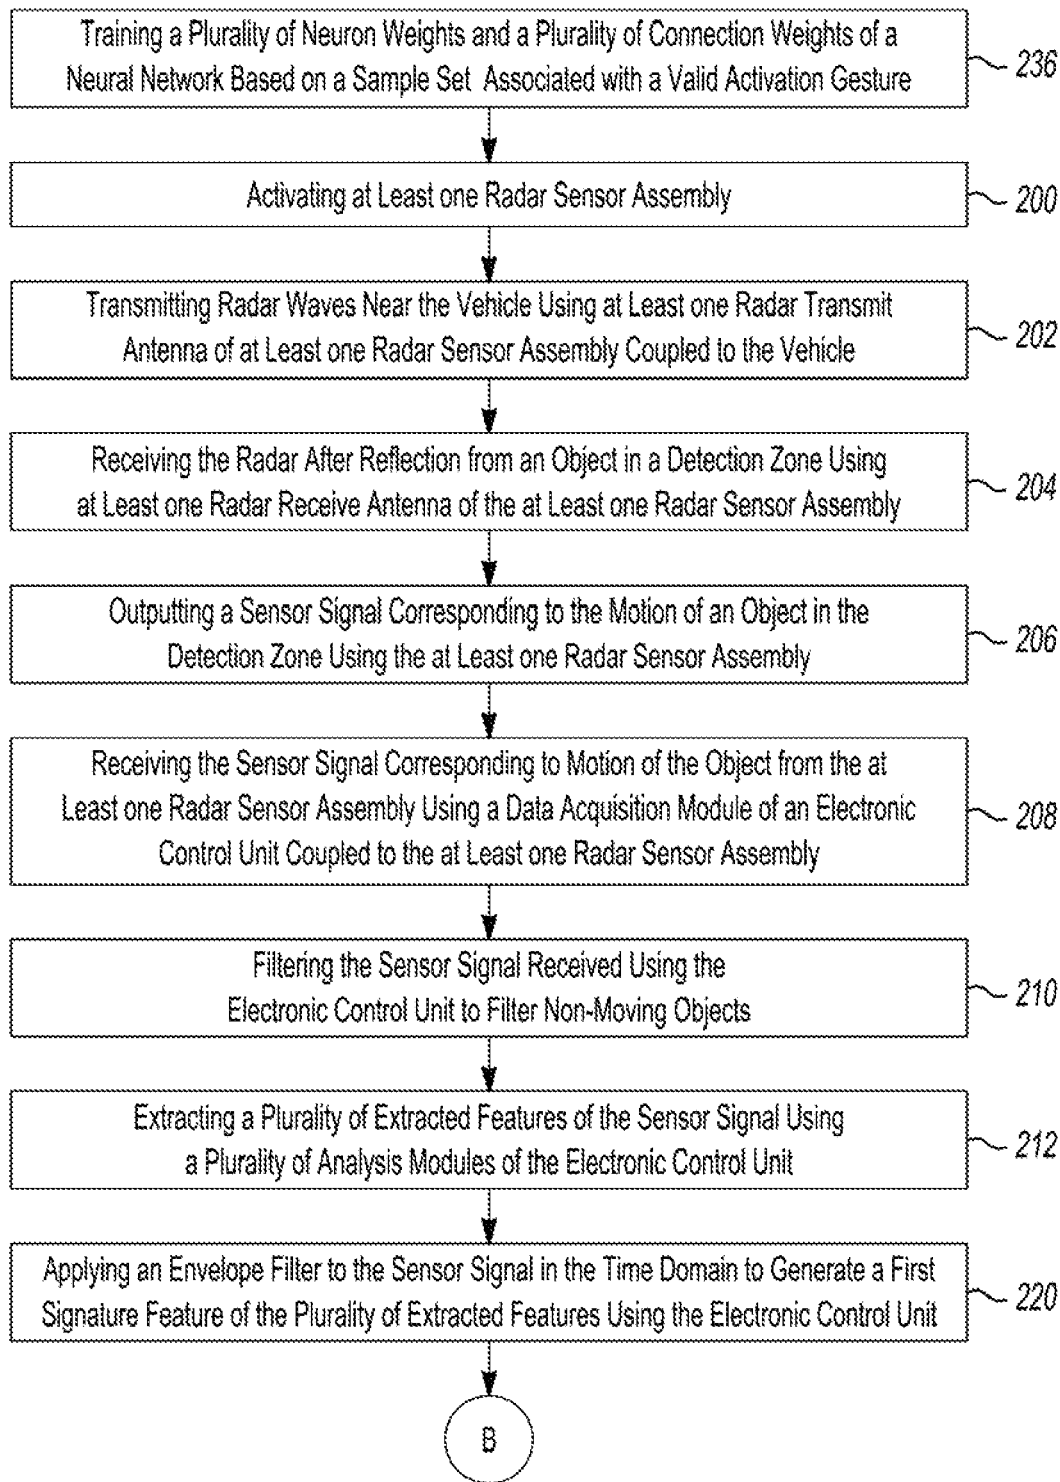 Training a Plurality of Neuron Weights and a Plurality of Connection Weights of a
Neural Network Based on a Sample Set Associated with a Valid Activation Gesture
236
Activating at Least one Radar Sensor Assembly
200
Transmitting Radar Waves Near the Vehicle Using at Least one Radar Transmit
Antenna of at Least one Radar Sensor Assembly Coupled to the Vehicle
202
Receiving the Radar After Reflection from an Object in a Detection Zone Using
at Least one Radar Receive Antenna of the at Least one Radar Sensor Assembly
204
Outputting a Sensor Signal Corresponding to the Motion of an Object in the
Detection Zone Using the at Least one Radar Sensor Assembly
206
Receiving the Sensor Signal Corresponding to Motion of the Object from the at
Least one Radar Sensor Assembly Using a Data Acquisition Module of an Electronic
Control Unit Coupled to the at Least one Radar Sensor Assembly
208
Filtering the Sensor Signal Received Using the
Electronic Control Unit to Filter Non-Moving Objects
210
Extracting a Plurality of Extracted Features of the Sensor Signal Using
a Plurality of Analysis Modules of the Electronic Control Unit
212
Applying an Envelope Filter to the Sensor Signal in the Time Domain to Generate a First
Signature Feature of the Plurality of Extracted Features Using the Electronic Control Unit
220
B